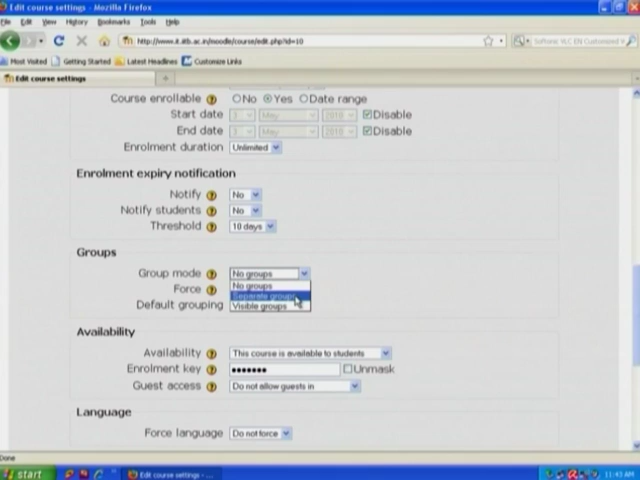 Edit course settings - Mozilla Firefox
File Edit View History Bookmarks Tools Help
http://www.it.iitb.ac.in/moodle/course/edit.php?id=10
Most Visited Getting Started Latest Headlines Customize Links
Edit course settings
Course enrollable No Yes Date range
Start date May 2010 Disable
End date May 2010 Disable
Enrolment duration Unlimited
Enrolment expiry notification
Notify No
Notify students No
Threshold 10 days
Groups
Group mode No groups
No groups
Force
Separate groups
Default grouping Visible groups
Availability
Availability This course is available to students
Enrolment key ●●●●●●● Unmask
Guest access Do not allow guests in
Language
Force language Do not force
Done
start Edit course settings - ... 11:43 AM